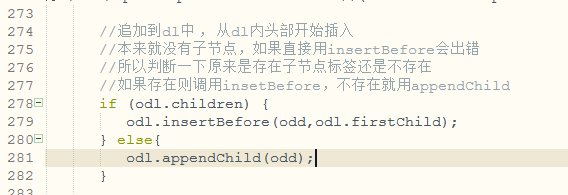 273
274 //追加到dl中 ，从dl内头部开始插入
275 //本来就没有子节点，如果直接用insertBefore会出错
276 //所以判断一下原来是存在子节点标签还是不存在
277 //如果存在则调用insetBefore，不存在就用appendChild
278 if (odl.children) {
279 odl.insertBefore(odd,odl.firstChild);
280 } else{
281 odl.appendChild(odd);
282 }